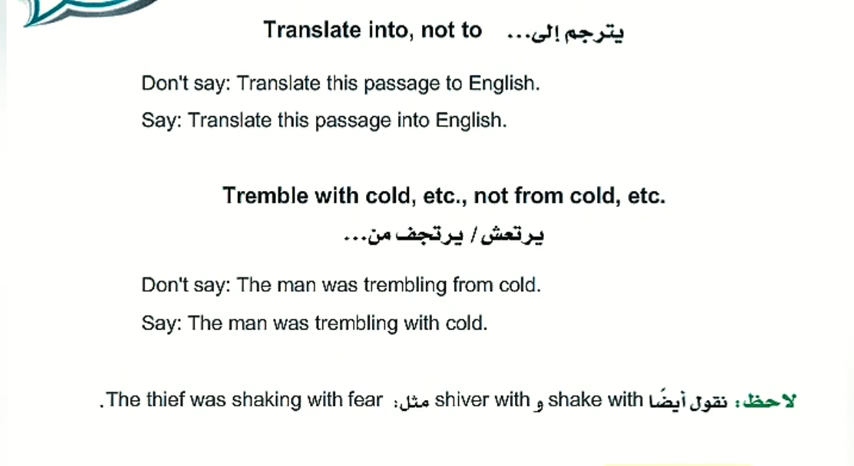 Translate into, not to يترجم إلى...
Don't say: Translate this passage to English.
Say: Translate this passage into English.
Tremble with cold, etc., not from cold, etc.
يرتعش / يرتجف من...
Don't say: The man was trembling from cold.
Say: The man was trembling with cold.
لاحظ: نقول أيضًا shake with و shiver with مثل: The thief was shaking with fear.